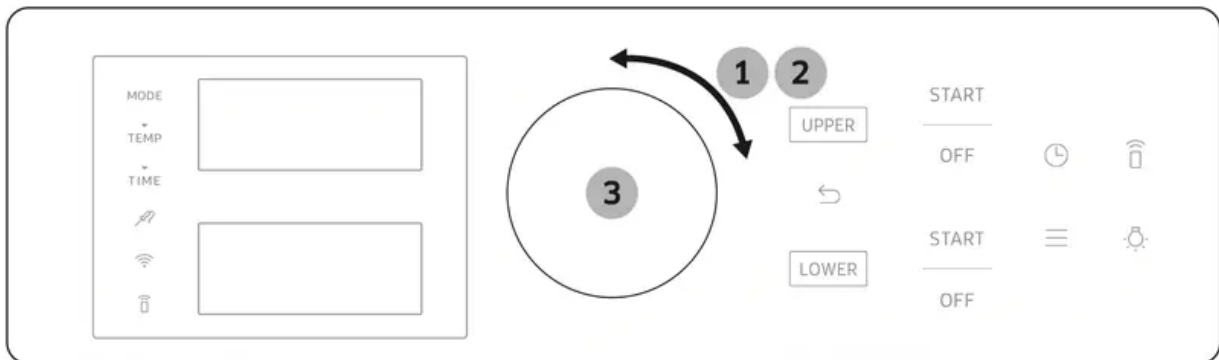 MODE
TEMP
TIME
1 2
3
UPPER
LOWER
START
OFF
START
OFF